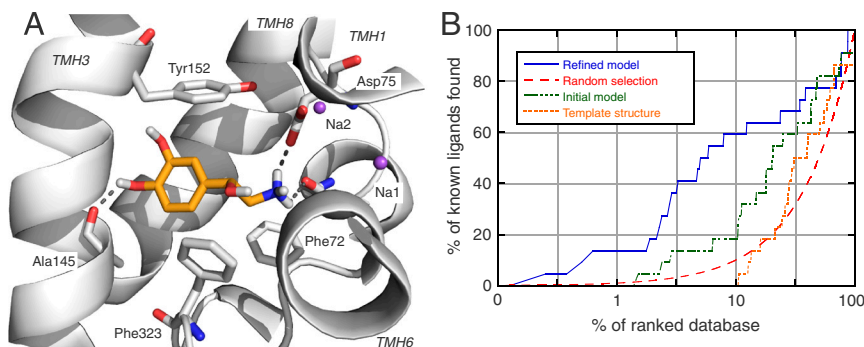 A
TMH3
Tyr152
TMH8
TMH1
Asp75
Na2
Na1
Phe72
Ala145
Phe323
TMH6
B
% of known ligands found
100
80
60
40
20
0
Refined model
Random selection
Initial model
Template structure
0 1 10 100
% of ranked database